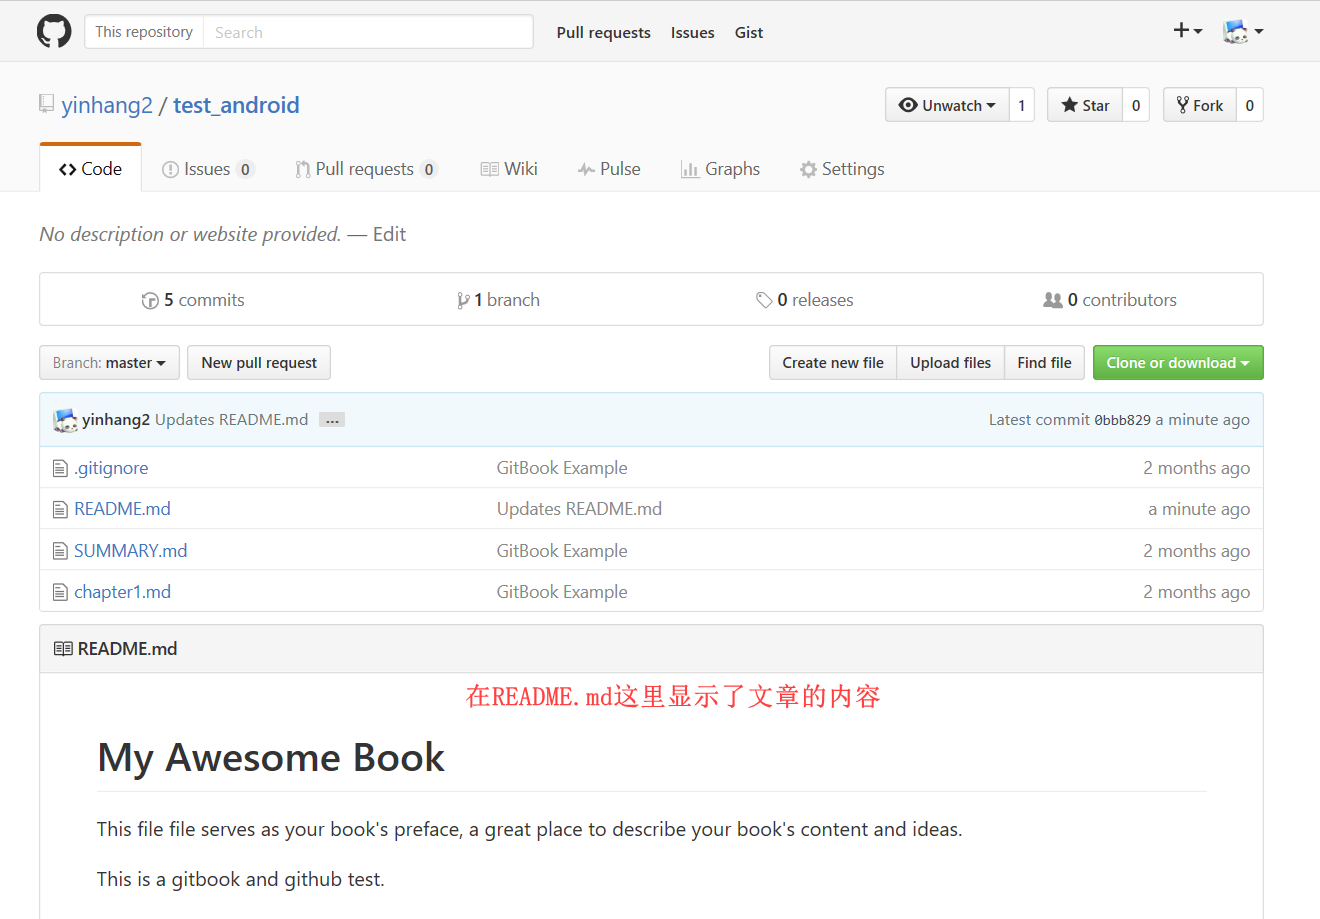 This repository Search Pull requests Issues Gist
yinhang2 / test_android Unwatch 1 Star 0 Fork 0
Code Issues 0 Pull requests 0 Wiki Pulse Graphs Settings
No description or website provided. — Edit
5 commits 1 branch 0 releases 0 contributors
Branch: master New pull request Create new file Upload files Find file Clone or download
yinhang2 Updates README.md ... Latest commit 0bbb829 a minute ago
.gitignore GitBook Example 2 months ago
README.md Updates README.md a minute ago
SUMMARY.md GitBook Example 2 months ago
chapter1.md GitBook Example 2 months ago
README.md
在README.md这里显示了文章的内容
My Awesome Book
This file file serves as your book's preface, a great place to describe your book's content and ideas.
This is a gitbook and github test.